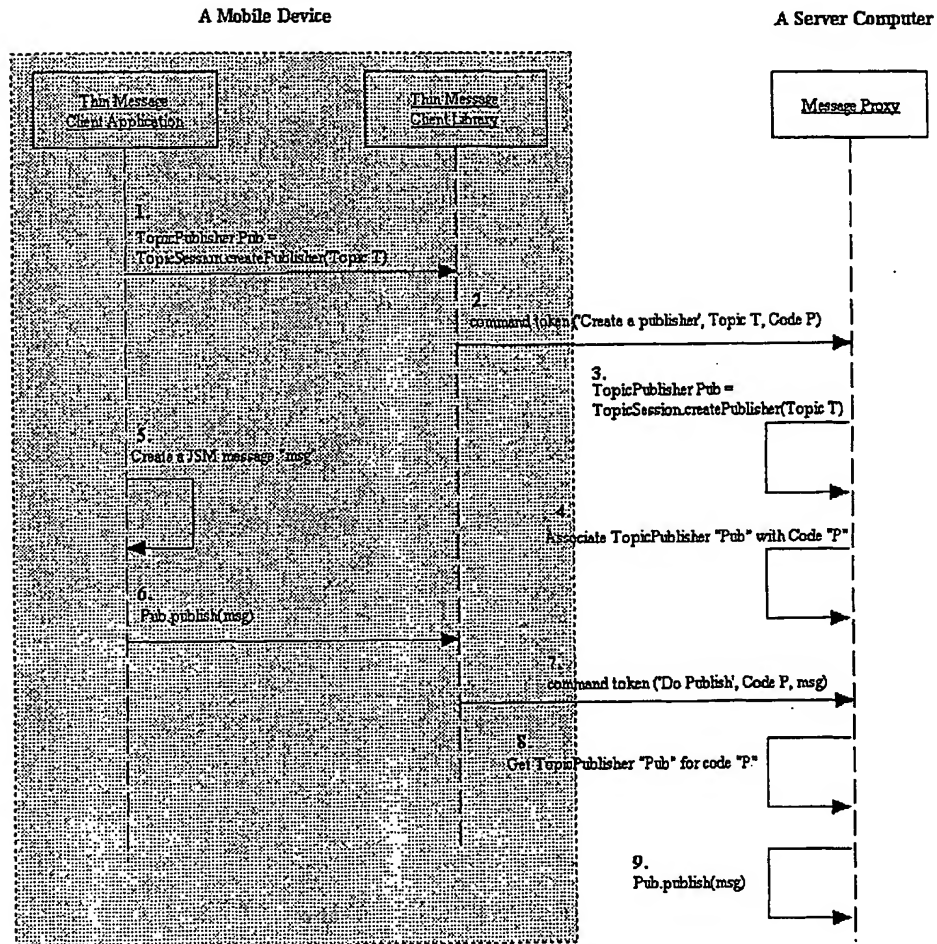 A Mobile Device
A Server Computer
Thin Message
Client Application
Thin Message
Client Library
Message Proxy
1.
TopicPublisher Pub =
TopicSession.createPublisher(Topic T)
2.
command token ('Create a publisher', Topic T, Code P)
3.
TopicPublisher Pub =
TopicSession.createPublisher(Topic T)
5.
Create a JSM message "msg"
4.
Associate TopicPublisher "Pub" with Code "P"
6.
Pub.publish(msg)
7.
command token ('Do Publish', Code P, msg)
8.
Get TopicPublisher "Pub" for code "P."
9.
Pub.publish(msg)